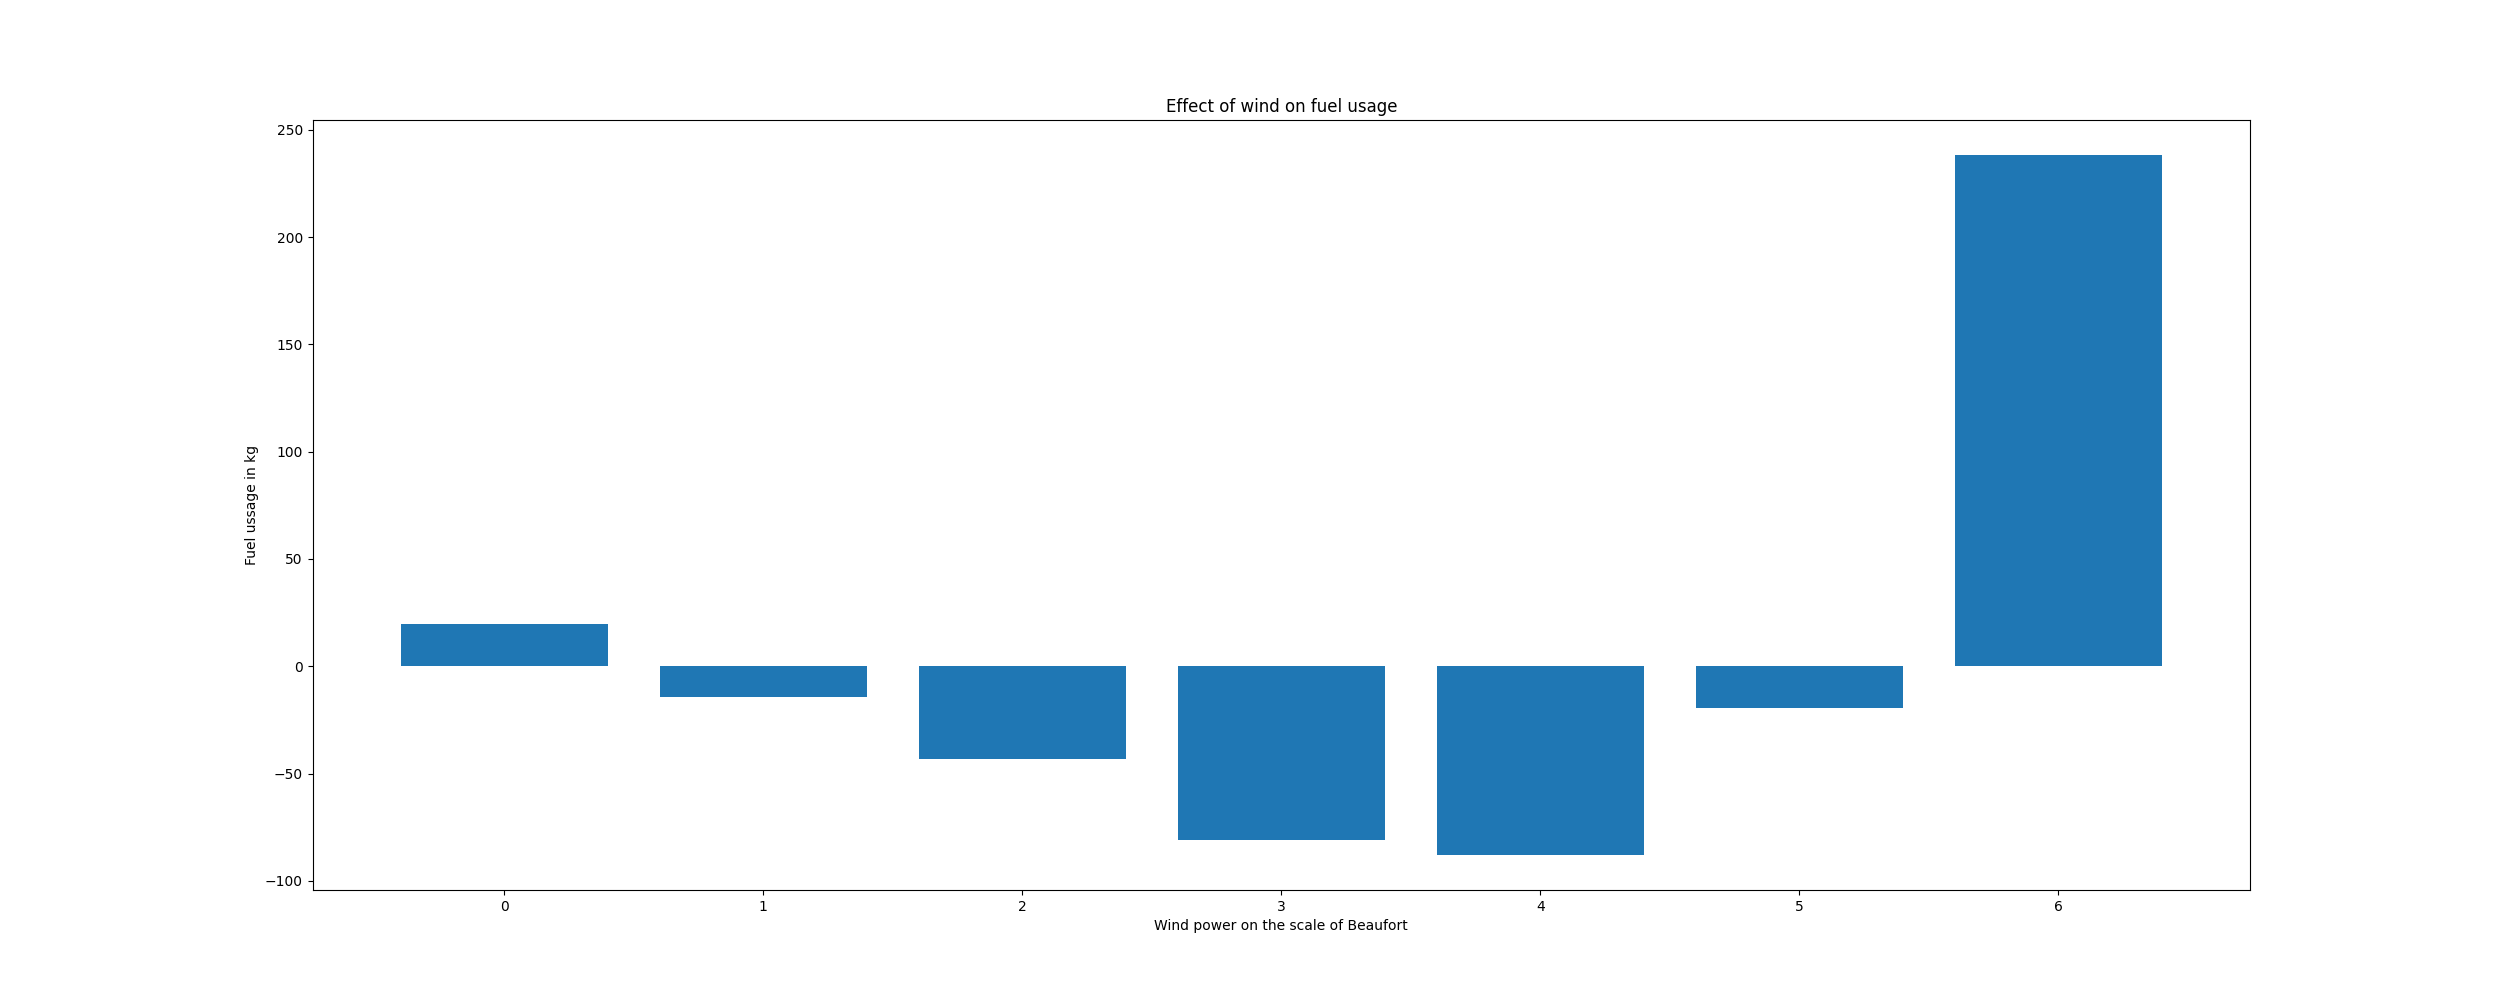 Effect of wind on fuel usage
250
200
150
100
50
0
−50
−100
Fuel ussage in kg
0 1 2 3 4 5 6
Wind power on the scale of Beaufort